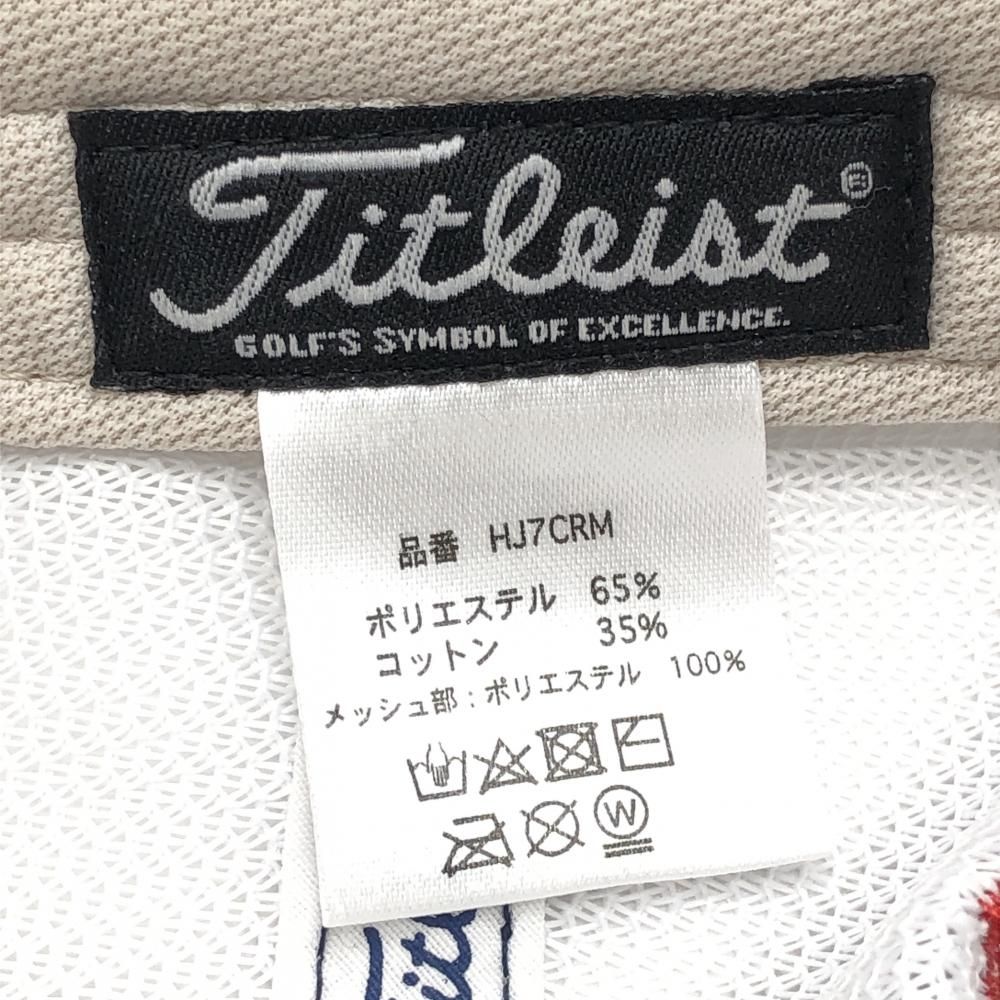 Titleist®
GOLF'S SYMBOL OF EXCELLENCE.
品番 HJ7CRM
ポリエステル 65%
コットン 35%
メッシュ部:ポリエステル 100%
W
Title